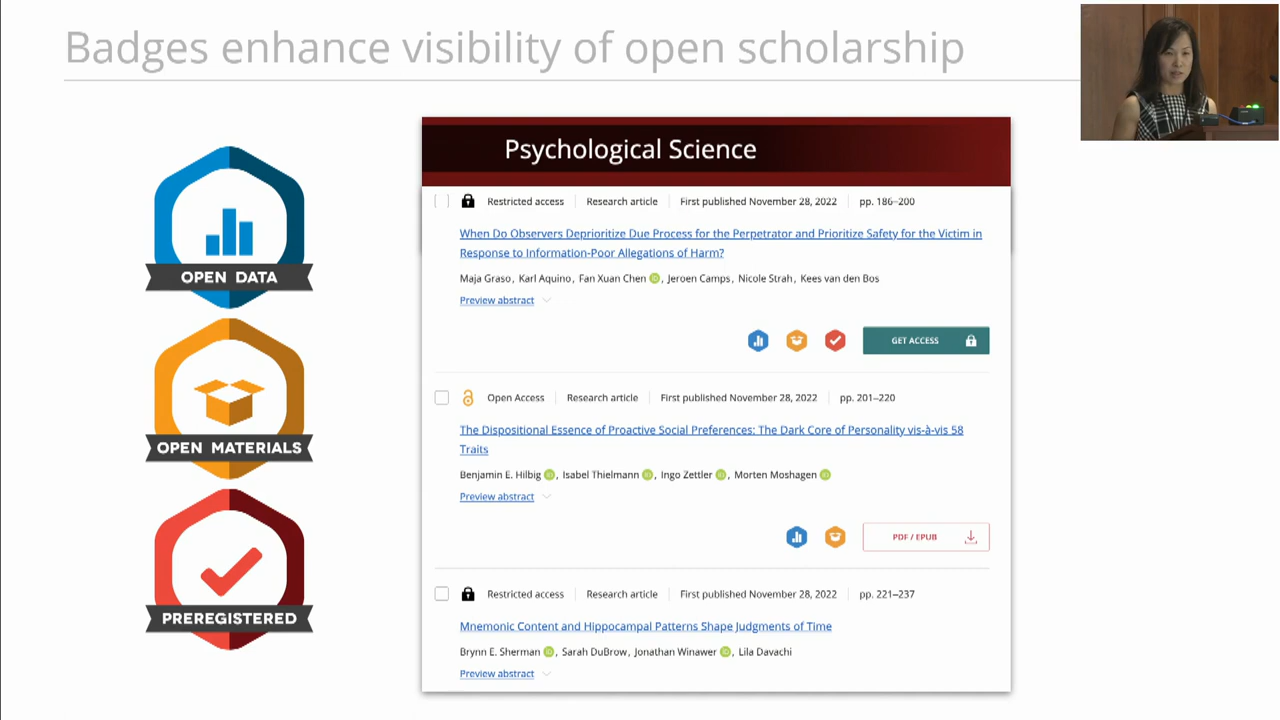 Badges enhance visibility of open scholarship
OPEN DATA
OPEN MATERIALS
PREREGISTERED
Psychological Science
Restricted access Research article First published November 28, 2022 pp. 186–200
When Do Observers Deprioritize Due Process for the Perpetrator and Prioritize Safety for the Victim in
Response to Information-Poor Allegations of Harm?
Maja Graso, Karl Aquino, Fan Xuan Chen iD, Jeroen Camps, Nicole Strah, Kees van den Bos
Preview abstract
GET ACCESS
Open Access Research article First published November 28, 2022 pp. 201–220
The Dispositional Essence of Proactive Social Preferences: The Dark Core of Personality vis-à-vis 58
Traits
Benjamin E. Hilbig iD, Isabel Thielmann iD, Ingo Zettler iD, Morten Moshagen iD
Preview abstract
PDF / EPUB
Restricted access Research article First published November 28, 2022 pp. 221–237
Mnemonic Content and Hippocampal Patterns Shape Judgments of Time
Brynn E. Sherman iD, Sarah DuBrow, Jonathan Winawer iD, Lila Davachi
Preview abstract